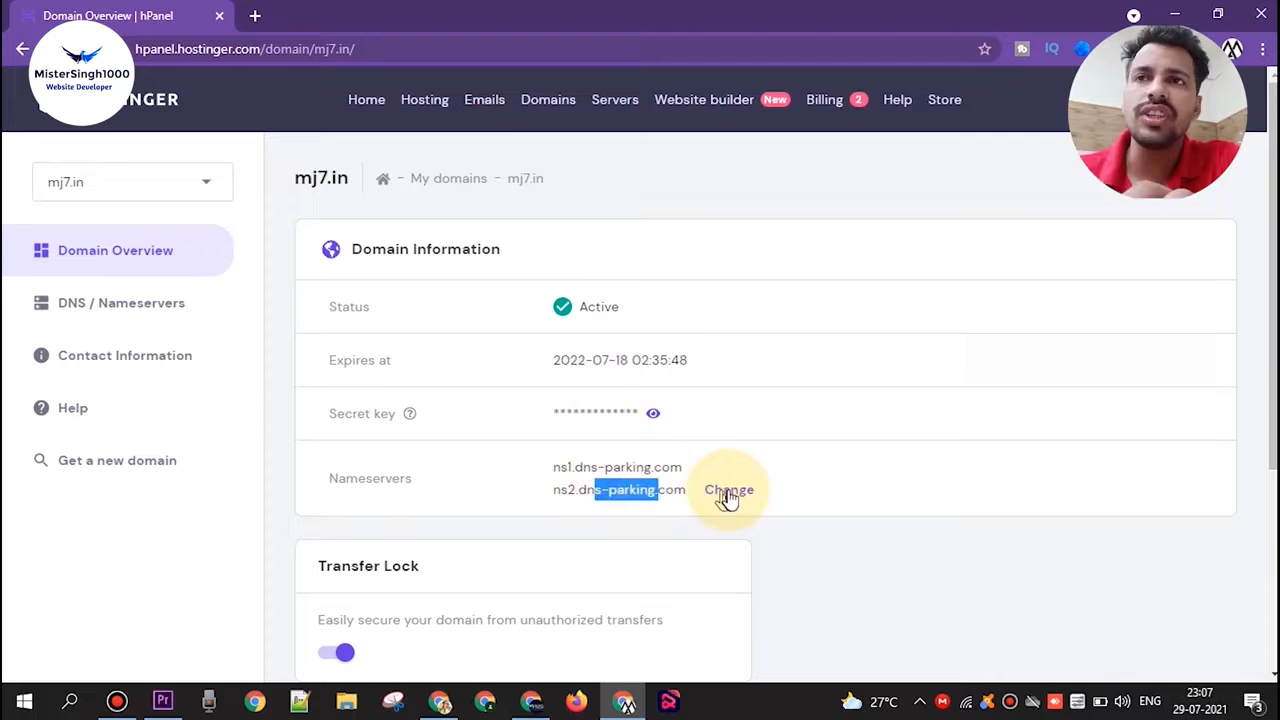 Domain Overview | hPanel
hpanel.hostinger.com/domain/mj7.in/
MisterSingh1000
Website Developer
NGER
Home
Hosting
Emails
Domains
Servers
Website builder
New
Billing
2
Help
Store
mj7.in
Domain Overview
DNS / Nameservers
Contact Information
Help
Get a new domain
mj7.in
- My domains - mj7.in
Domain Information
Status
Active
Expires at
2022-07-18 02:35:48
Secret key
*************
Nameservers
ns1.dns-parking.com
ns2.dns-parking.com
Change
Transfer Lock
Easily secure your domain from unauthorized transfers
27°C
ENG
23:07
29-07-2021
3